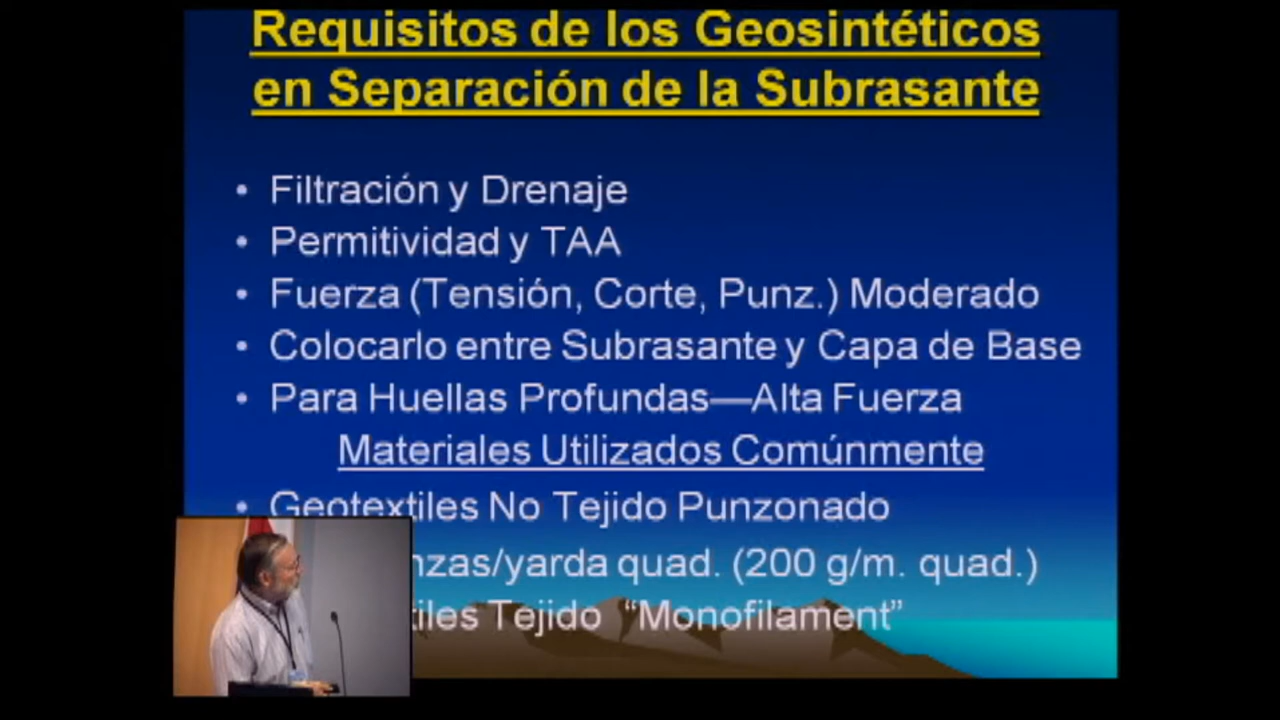 Requisitos de los Geosintéticos
en Separación de la Subrasante
• Filtración y Drenaje
• Permitividad y TAA
• Fuerza (Tensión, Corte, Punz.) Moderado
• Colocarlo entre Subrasante y Capa de Base
• Para Huellas Profundas—Alta Fuerza
Materiales Utilizados Comúnmente
• Geotextiles No Tejido Punzonado
/yarda quad. (200 g/m. quad.)
Tejido “Monofilament”